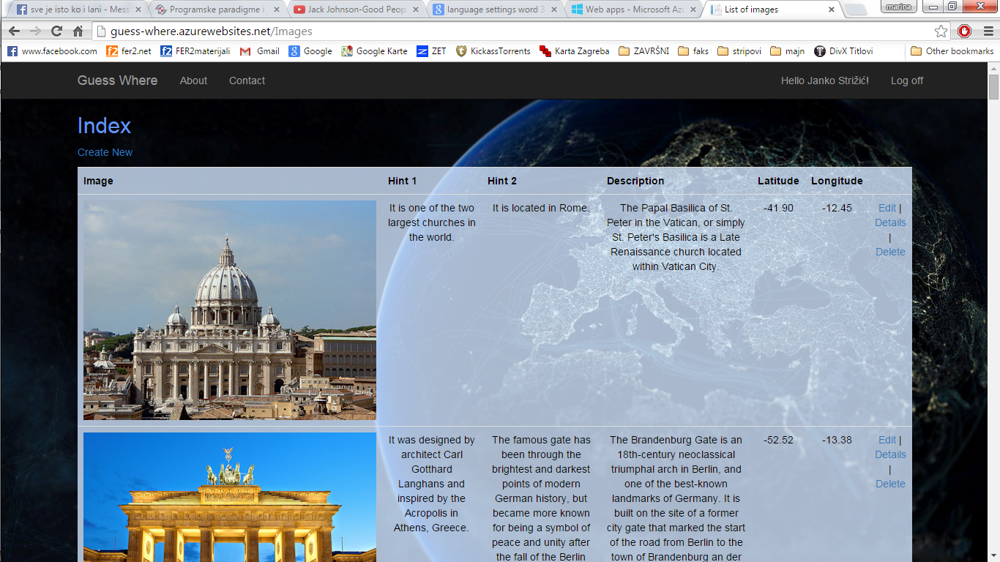 sve je isto ko i lani - Mess
Programske paradigme i
Jack Johnson-Good Peop
language settings word
Web apps - Microsoft Az
List of images
marina
guess-where.azurewebsites.net/Images
www.facebook.com
fer2.net
FER2materijali
Gmail
Google
Google Karte
ZET
KickassTorrents
Karta Zagreba
ZAVRŠNI
faks
stripovi
majn
DivX Titlovi
Other bookmarks
Guess Where
About
Contact
Hello Janko Strižić!
Log off
Index
Create New
Image
Hint 1
Hint 2
Description
Latitude
Longitude
It is one of the two
largest churches in
the world.
It is located in Rome.
The Papal Basilica of St.
Peter in the Vatican, or simply
St. Peter's Basilica is a Late
Renaissance church located
within Vatican City.
-41.90
-12.45
Edit |
Details
|
Delete
It was designed by
architect Carl
Gotthard
Langhans and
inspired by the
Acropolis in
Athens, Greece.
The famous gate has
been through the
brightest and darkest
points of modern
German history, but
became more known
for being a symbol of
peace and unity after
the fall of the Berlin
The Brandenburg Gate is an
18th-century neoclassical
triumphal arch in Berlin, and
one of the best-known
landmarks of Germany. It is
built on the site of a former
city gate that marked the start
of the road from Berlin to the
town of Brandenburg an der
-52.52
-13.38
Edit |
Details
|
Delete